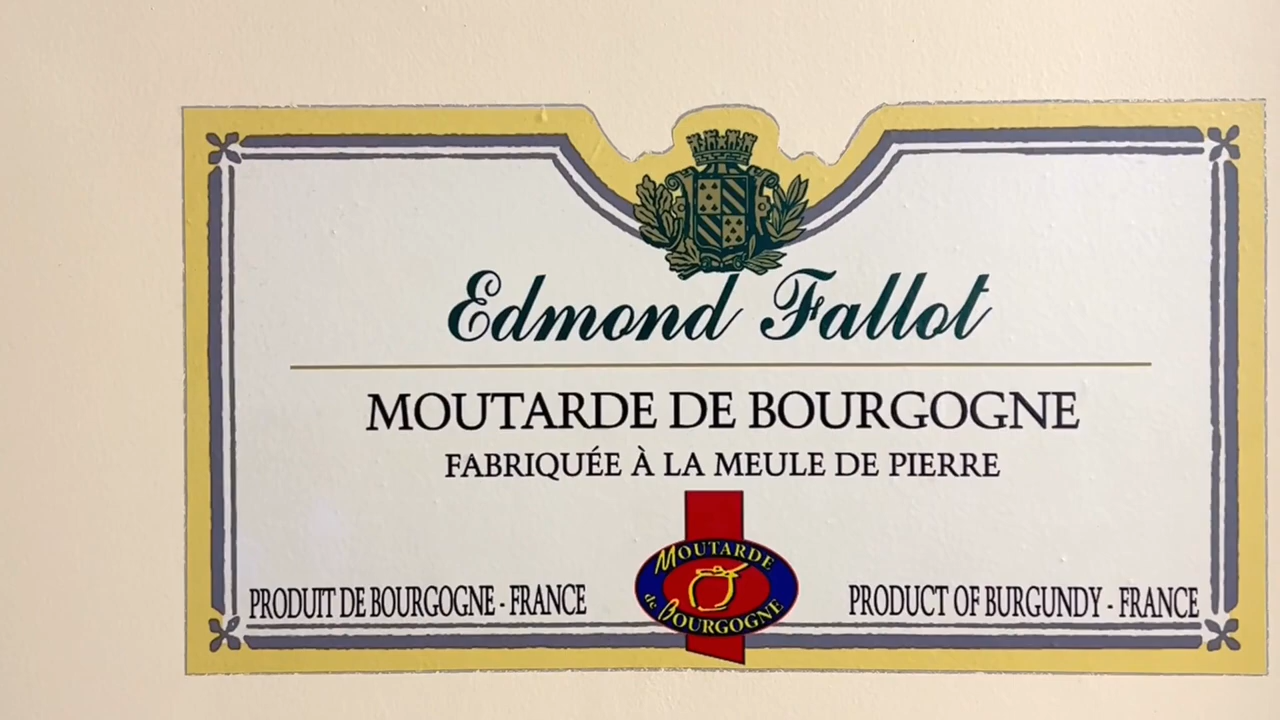 Edmond Fallot
MOUTARDE DE BOURGOGNE
FABRIQUÉE À LA MEULE DE PIERRE
PRODUIT DE BOURGOGNE - FRANCE
MOUTARDE
de BOURGOGNE
PRODUCT OF BURGUNDY - FRANCE